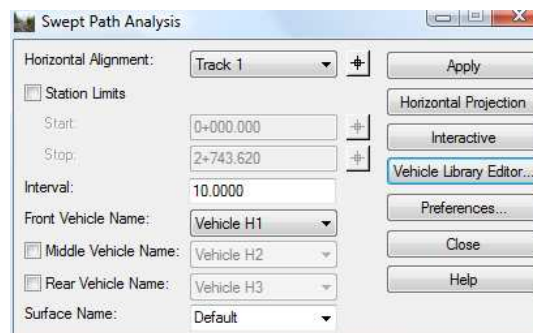 Swept Path Analysis
Horizontal Alignment: Track 1 Apply
Station Limits Horizontal Projection
Start: 0+000.000 Interactive
Stop: 2+743.620 Vehicle Library Editor...
Interval: 10.0000 Preferences...
Front Vehicle Name: Vehicle H1 Close
Middle Vehicle Name: Vehicle H2 Help
Rear Vehicle Name: Vehicle H3
Surface Name: Default